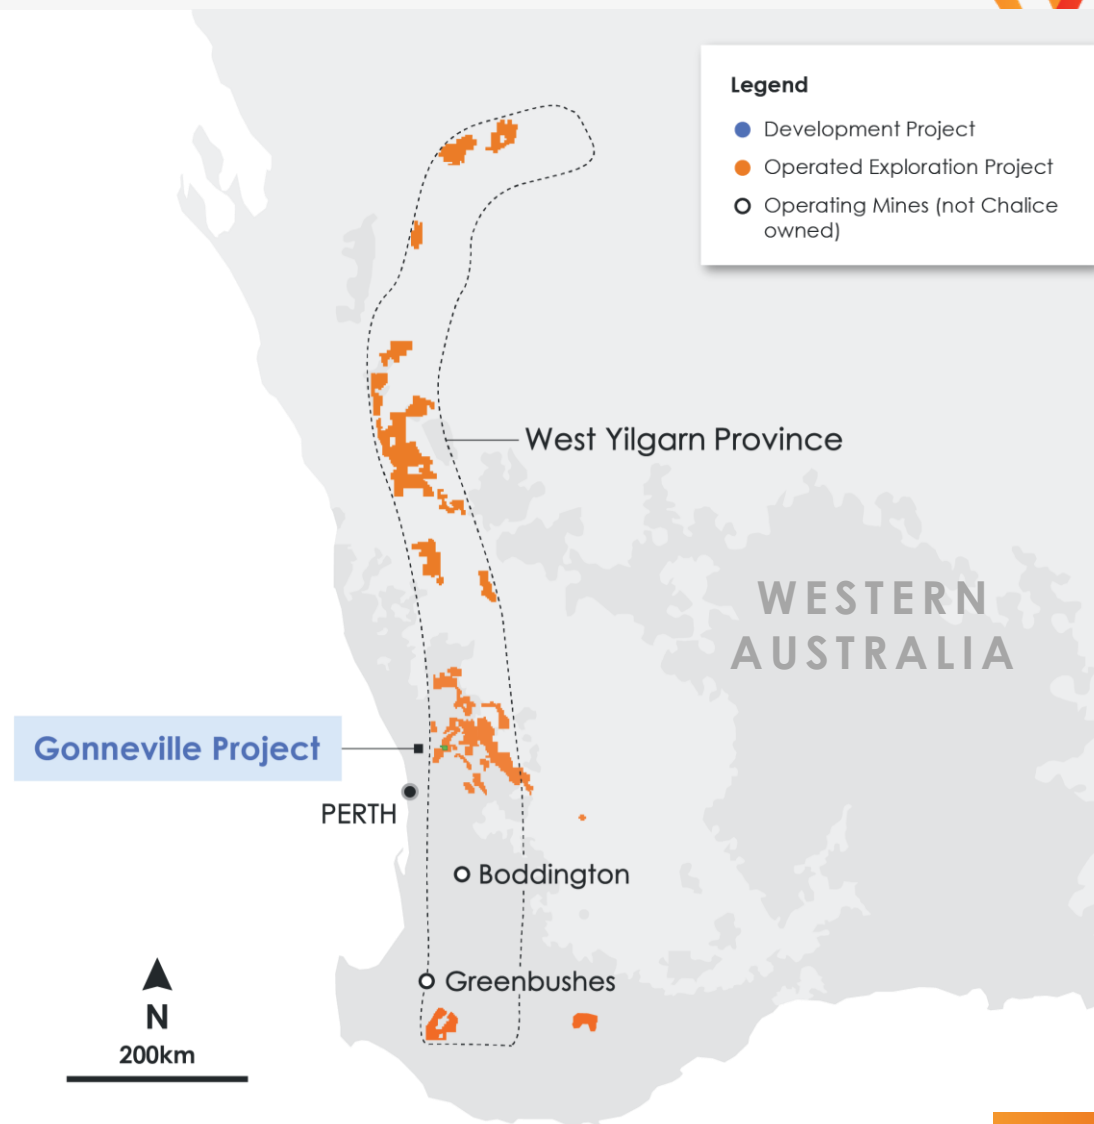 Legend
Development Project
Operated Exploration Project
Operating Mines (not Chalice
owned)
West Yilgarn Province
WESTERN
AUSTRALIA
Gonneville Project
PERTH
Boddington
Greenbushes
N
200km